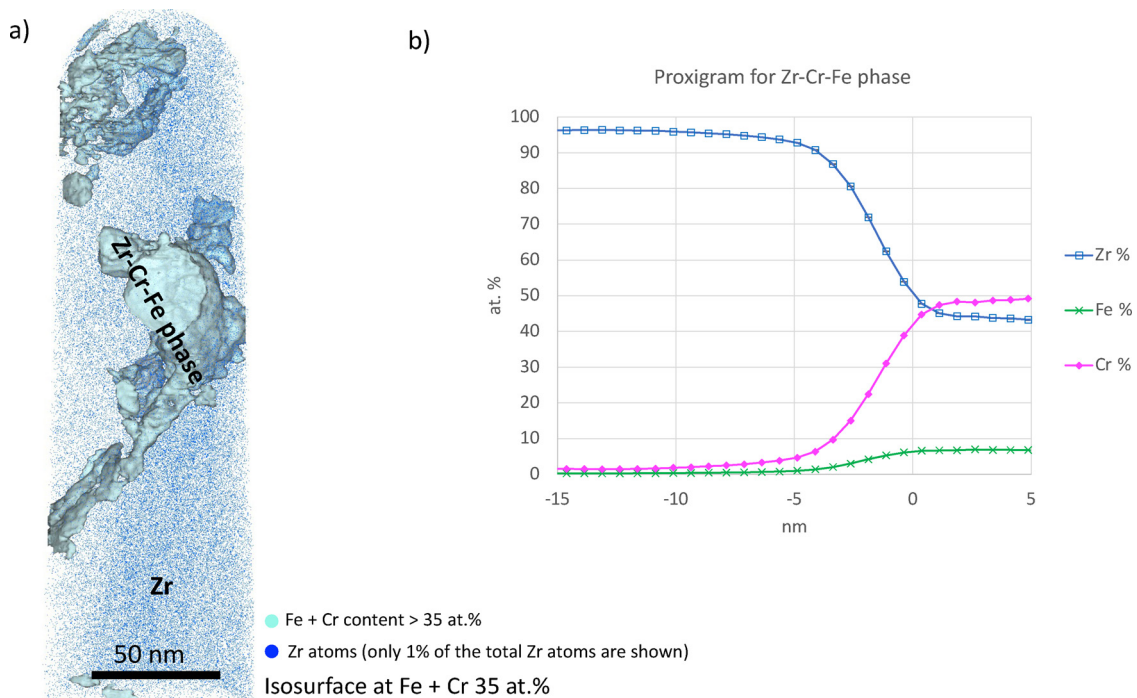 a)
Zr-Cr-Fe phase
Zr
50 nm
Fe + Cr content > 35 at.%
Zr atoms (only 1% of the total Zr atoms are shown)
Isosurface at Fe + Cr 35 at.%
b)
Proxigram for Zr-Cr-Fe phase
100
90
80
70
60
50
40
30
20
10
0
at. %
-15
-10
-5
0
5
nm
Zr %
Fe %
Cr %